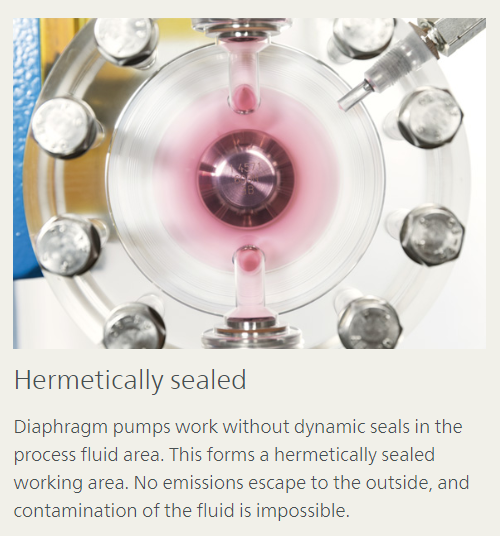 Hermetically sealed
Diaphragm pumps work without dynamic seals in the
process fluid area. This forms a hermetically sealed
working area. No emissions escape to the outside, and
contamination of the fluid is impossible.